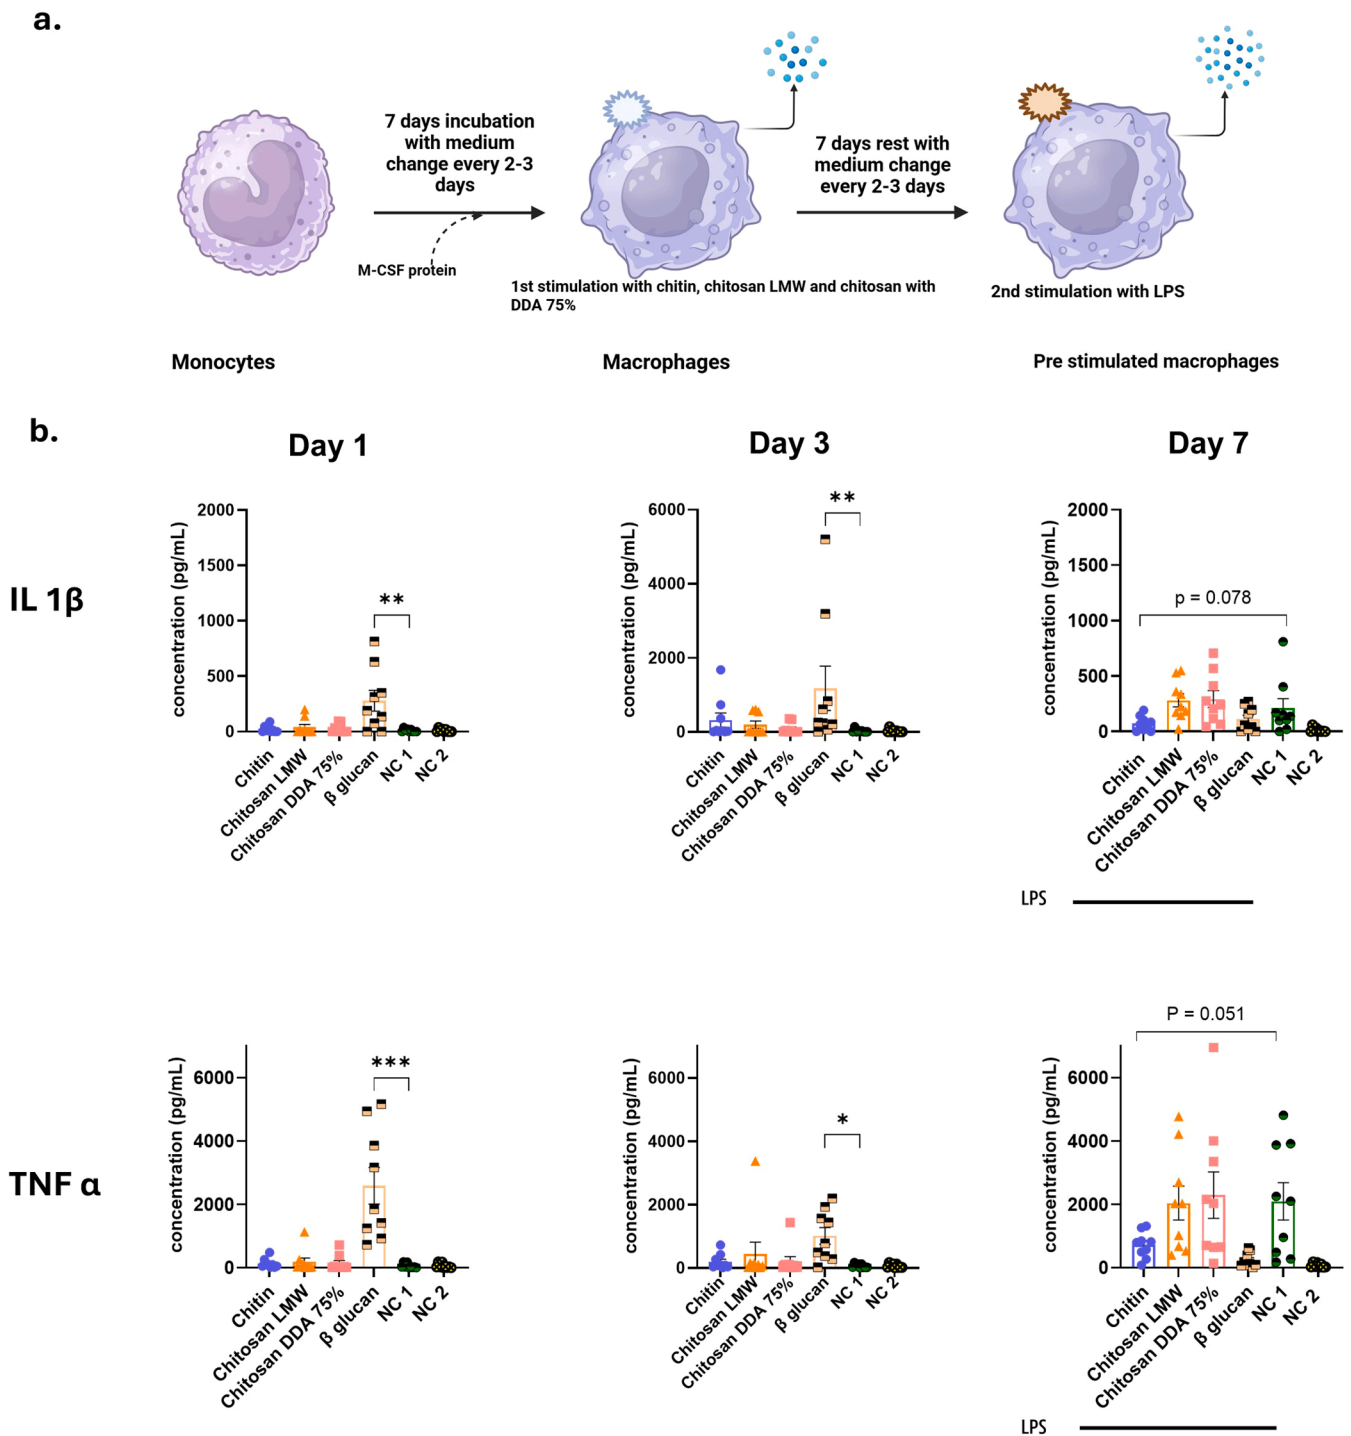 a.
7 days incubation
with medium
change every 2-3
days
M-CSF protein
7 days rest with
medium change
every 2-3 days
1st stimulation with chitin, chitosan LMW and chitosan with
DDA 75%
2nd stimulation with LPS
Monocytes
Macrophages
Pre stimulated macrophages
b.
Day 1
Day 3
Day 7
IL 1β
concentration (pg/mL)
2000
1500
1000
500
0
**
Chitin
Chitosan LMW
Chitosan DDA 75%
β glucan
NC 1
NC 2
concentration (pg/mL)
6000
4000
2000
0
**
Chitin
Chitosan LMW
Chitosan DDA 75%
β glucan
NC 1
NC 2
concentration (pg/mL)
2000
1500
1000
500
0
p = 0.078
Chitin
Chitosan LMW
Chitosan DDA 75%
β glucan
NC 1
NC 2
LPS
TNF α
concentration (pg/mL)
6000
4000
2000
0
***
Chitin
Chitosan LMW
Chitosan DDA 75%
β glucan
NC 1
NC 2
concentration (pg/mL)
6000
4000
2000
0
*
Chitin
Chitosan LMW
Chitosan DDA 75%
β glucan
NC 1
NC 2
concentration (pg/mL)
6000
4000
2000
0
P = 0.051
Chitin
Chitosan LMW
Chitosan DDA 75%
β glucan
NC 1
NC 2
LPS